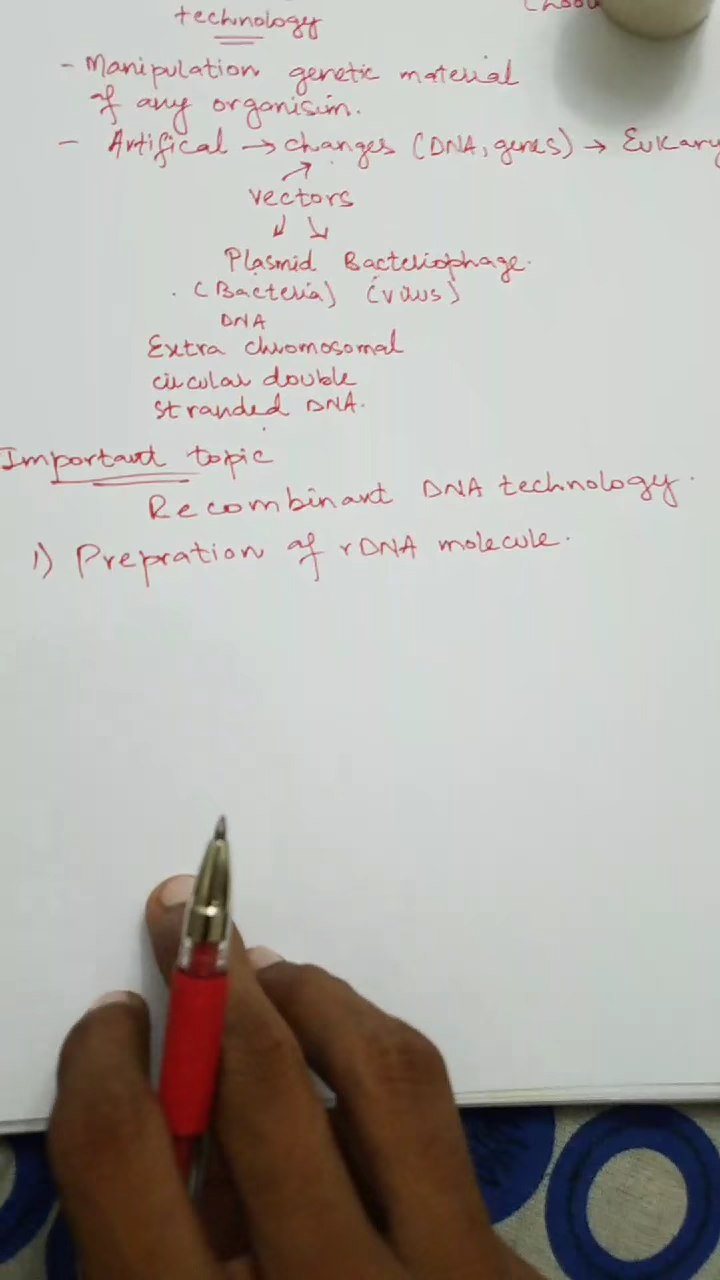 technology
- Manipulation genetic material
of any organisim.
- Artifical → changes (DNA, genes) → Eukary
vectors
Plasmid Bacteriophage.
(Bacteria) (virus)
DNA
Extra chromosomal
circular double
stranded DNA.
Important topic
Recombinant DNA technology.
1) Prepration of rDNA molecule.